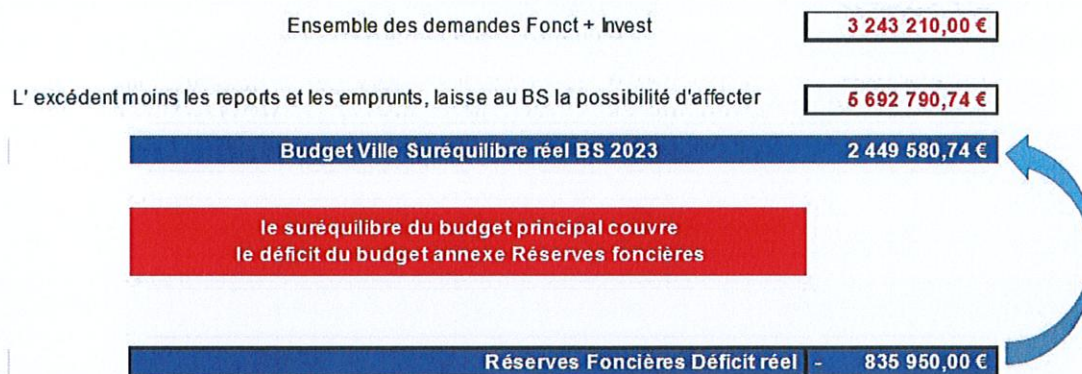 Ensemble des demandes Fonct + Invest 3 243 210,00 €
L' excédent moins les reports et les emprunts, laisse au BS la possibilité d'affecter 5 692 790,74 €
Budget Ville Suréquilibre réel BS 2023 2 449 580,74 €
le suréquilibre du budget principal couvre
le déficit du budget annexe Réserves foncières
Réserves Foncières Déficit réel - 835 950,00 €